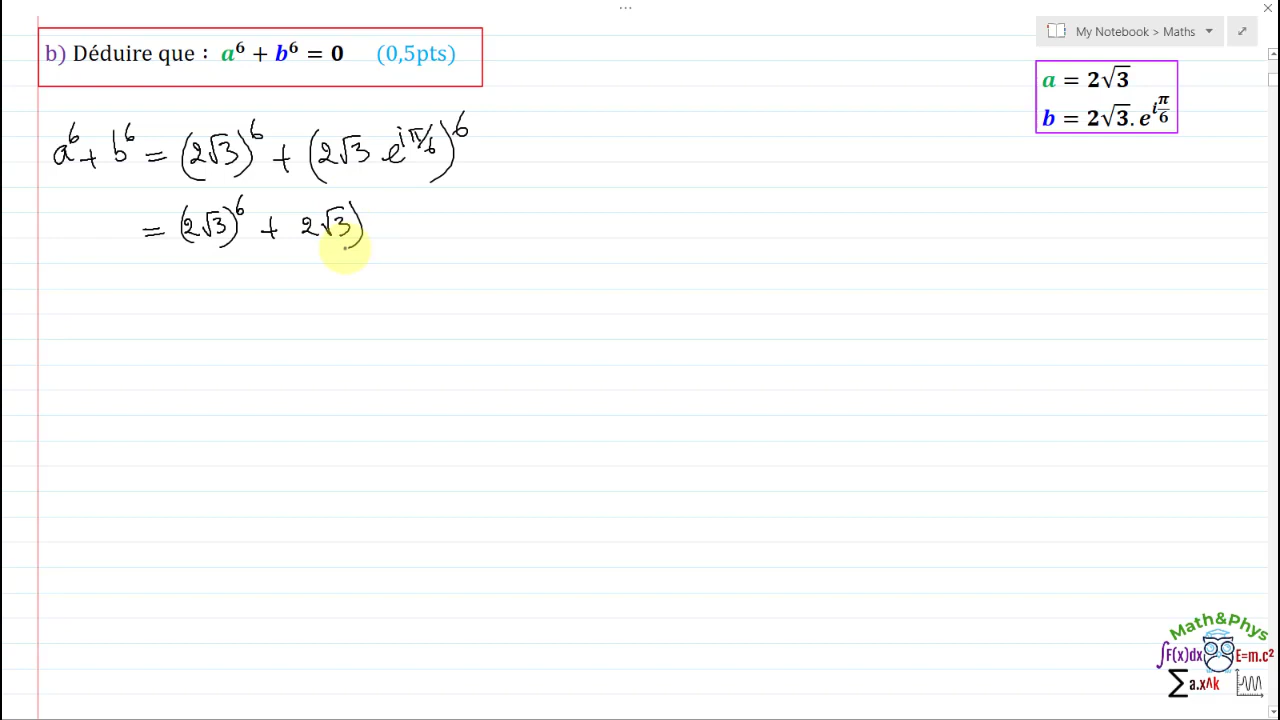 b) Déduire que : a⁶ + b⁶ = 0 (0,5pts)
My Notebook > Maths
a = 2√3
b = 2√3. e^{iπ/6}
a⁶ + b⁶ = (2√3)⁶ + (2√3 e^{iπ/6})⁶
= (2√3)⁶ + 2√3)
Math&Phys
∫F(x)dx E=m.c²
∑ a.x^k